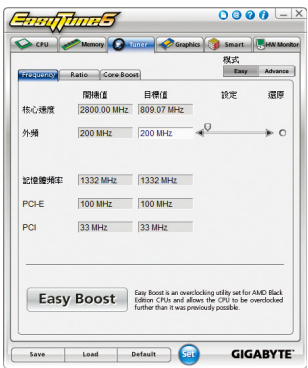 EasyTune6
CPU Memory Tuner Graphics Smart HW Monitor
模式
Easy Advance
Frequency Ratio Core Boost
開機值 目標值 設定 還原
核心速度 2800.00 MHz 809.07 MHz
外頻 200 MHz 200 MHz
記憶體頻率 1332 MHz 1332 MHz
PCI-E 100 MHz 100 MHz
PCI 33 MHz 33 MHz
Easy Boost
Easy Boost is an overclocking utility set for AMD Black
Edition CPUs and allows the CPU to be overclocked
further than it was previously possible.
Save Load Default Set GIGABYTE